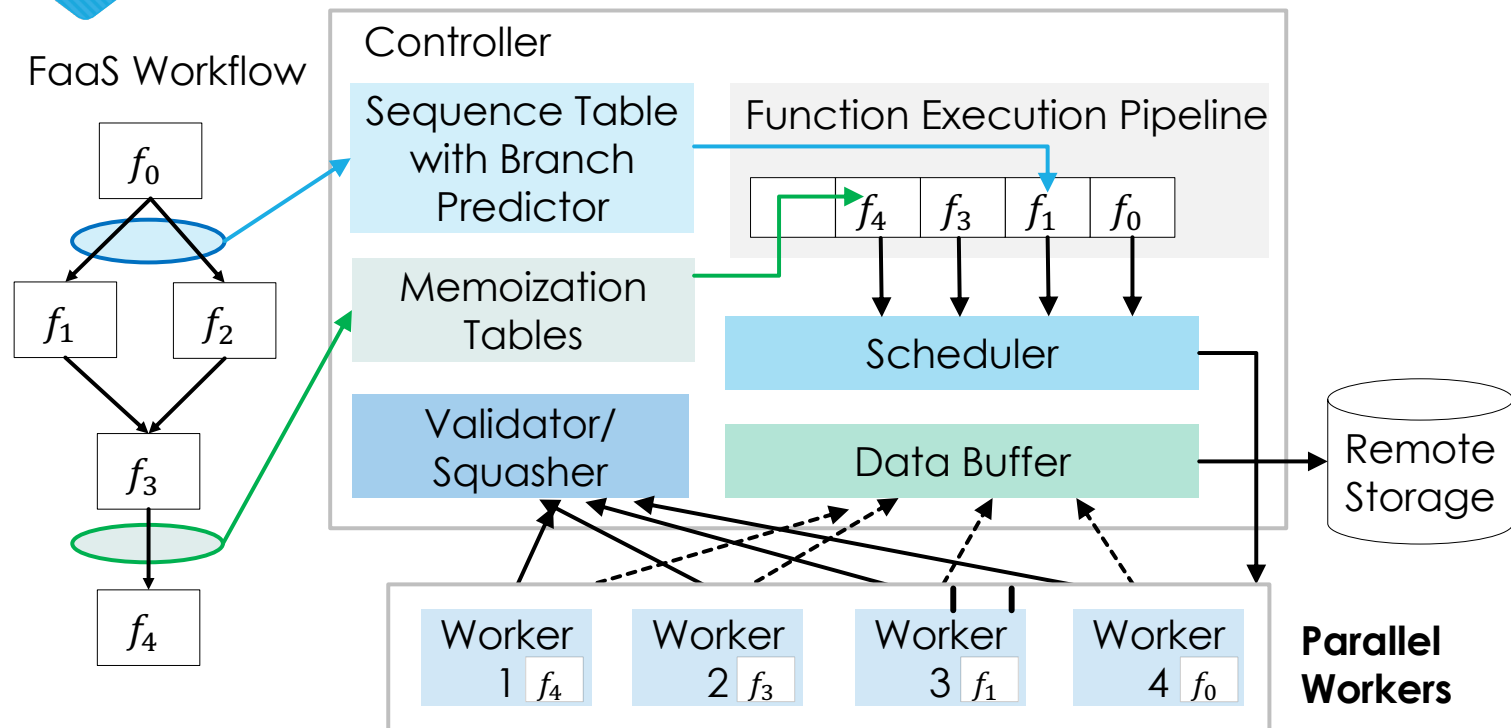 FaaS Workflow
f₀
f₁
f₂
f₃
f₄
Controller
Sequence Table
with Branch
Predictor
Memoization
Tables
Validator/
Squasher
Function Execution Pipeline
f₄ f₃ f₁ f₀
Scheduler
Data Buffer
Remote
Storage
Worker
1 f₄
Worker
2 f₃
Worker
3 f₁
Worker
4 f₀
Parallel
Workers